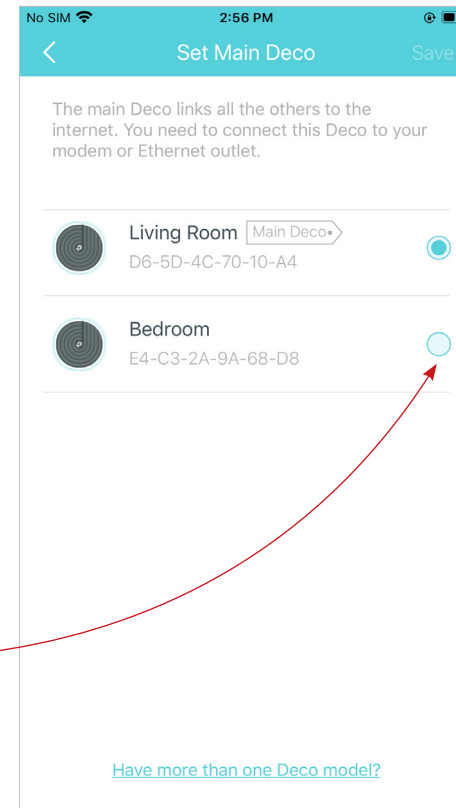 No SIM 2:56 PM
Set Main Deco Save
The main Deco links all the others to the
internet. You need to connect this Deco to your
modem or Ethernet outlet.
Living Room Main Deco
D6-5D-4C-70-10-A4
Bedroom
E4-C3-2A-9A-68-D8
Have more than one Deco model?